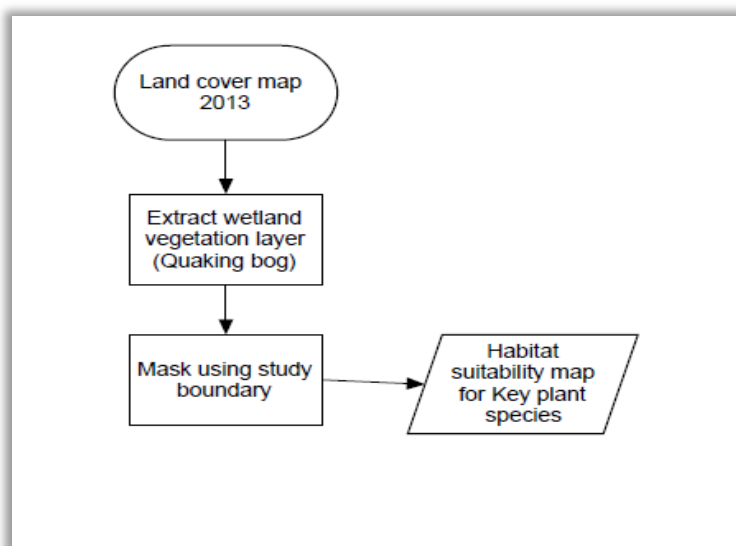 Land cover map
2013
Extract wetland
vegetation layer
(Quaking bog)
Mask using study
boundary
Habitat
suitability map
for Key plant
species